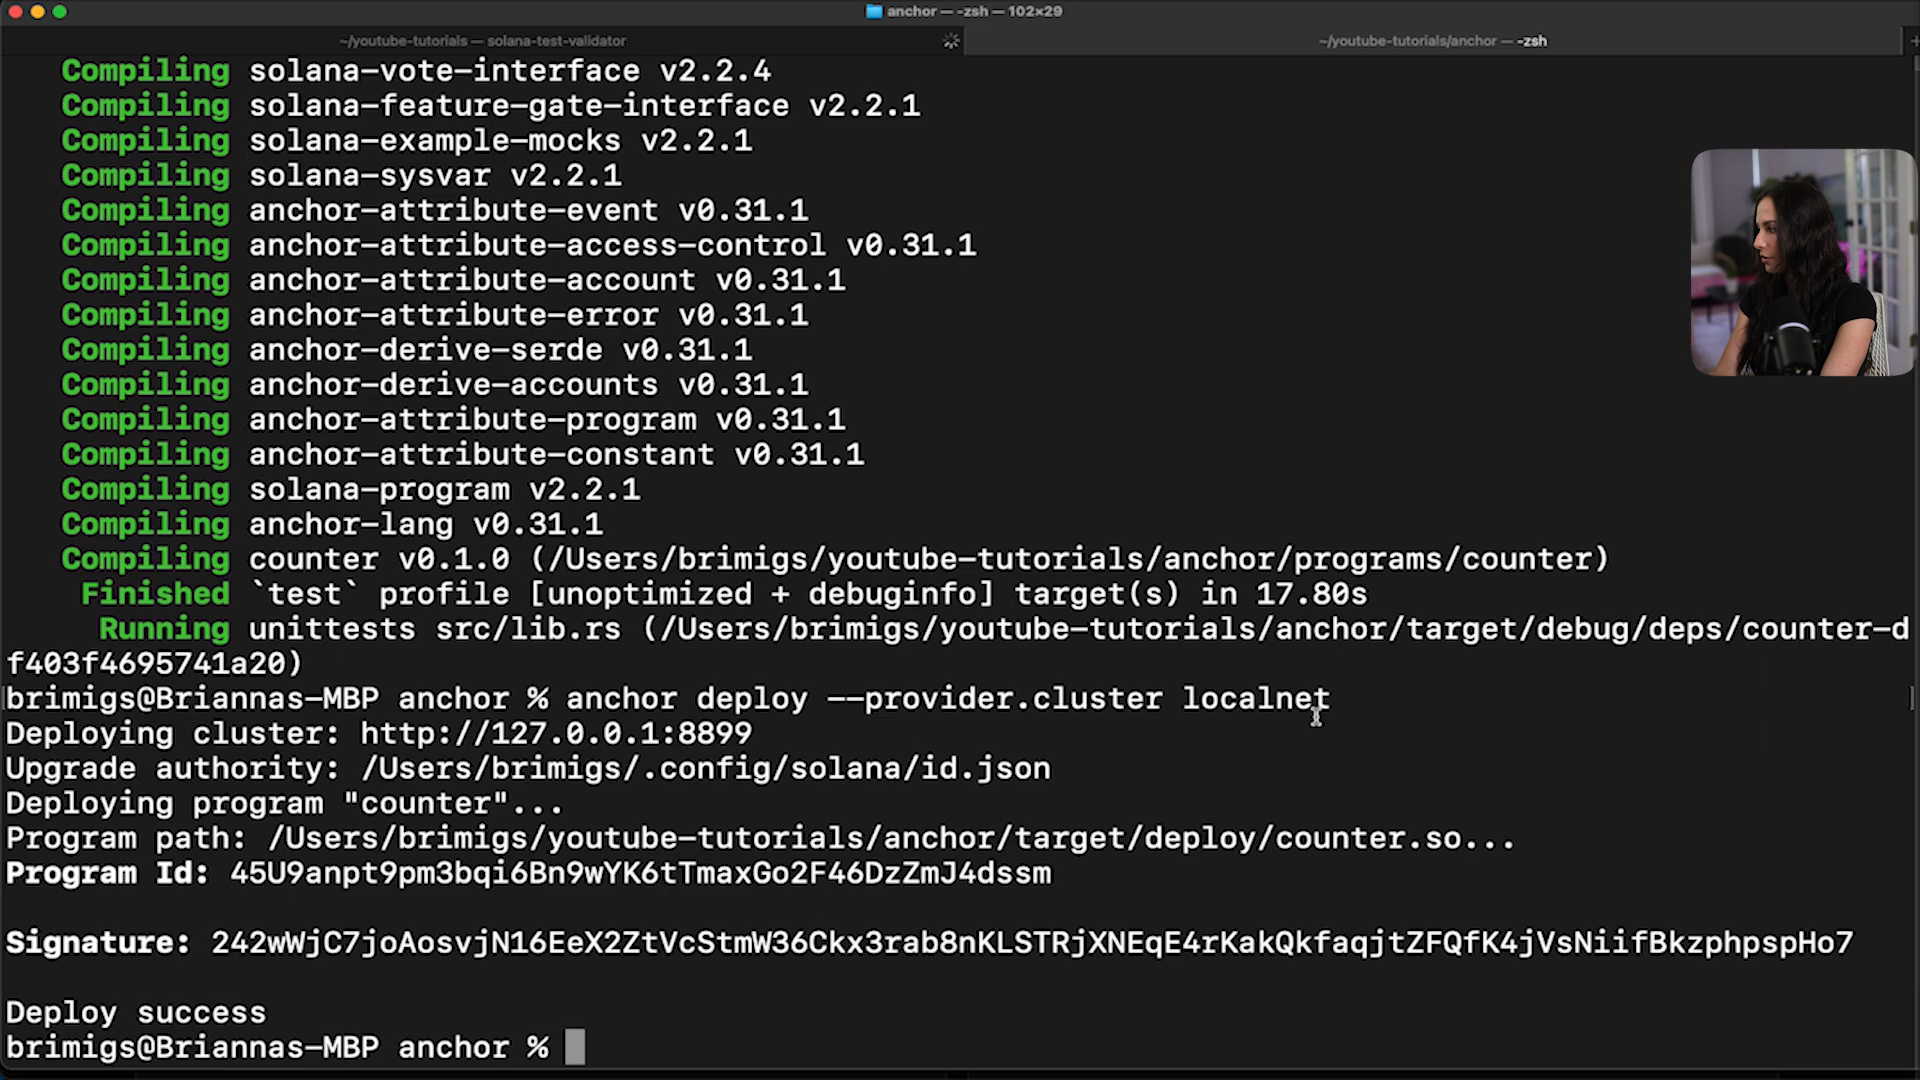 anchor — -zsh — 102×29
~/youtube-tutorials — solana-test-validator
~/youtube-tutorials/anchor — -zsh
Compiling solana-vote-interface v2.2.4
Compiling solana-feature-gate-interface v2.2.1
Compiling solana-example-mocks v2.2.1
Compiling solana-sysvar v2.2.1
Compiling anchor-attribute-event v0.31.1
Compiling anchor-attribute-access-control v0.31.1
Compiling anchor-attribute-account v0.31.1
Compiling anchor-attribute-error v0.31.1
Compiling anchor-derive-serde v0.31.1
Compiling anchor-derive-accounts v0.31.1
Compiling anchor-attribute-program v0.31.1
Compiling anchor-attribute-constant v0.31.1
Compiling solana-program v2.2.1
Compiling anchor-lang v0.31.1
Compiling counter v0.1.0 (/Users/brimigs/youtube-tutorials/anchor/programs/counter)
Finished `test` profile [unoptimized + debuginfo] target(s) in 17.80s
Running unittests src/lib.rs (/Users/brimigs/youtube-tutorials/anchor/target/debug/deps/counter-d
f403f4695741a20)
brimigs@Briannas-MBP anchor % anchor deploy --provider.cluster localnet
Deploying cluster: http://127.0.0.1:8899
Upgrade authority: /Users/brimigs/.config/solana/id.json
Deploying program "counter"...
Program path: /Users/brimigs/youtube-tutorials/anchor/target/deploy/counter.so...
Program Id: 45U9anpt9pm3bqi6Bn9wYK6tTmaxGo2F46DzZmJ4dssm
Signature: 242wWjC7joAosvjN16EeX2ZtVcStmW36Ckx3rab8nKLSTRjXNEqE4rKakQkfaqjtZFQfK4jVsNiifBkzphpspHo7
Deploy success
brimigs@Briannas-MBP anchor %